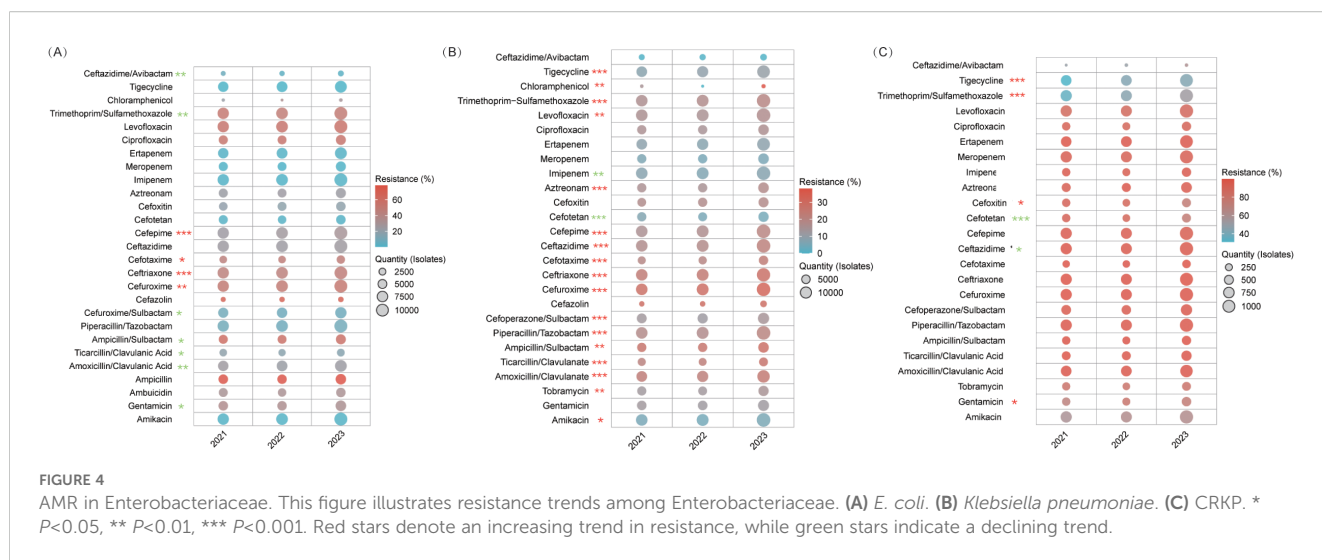 (A)
Ceftazidime/Avibactam **
Tigecycline
Chloramphenicol
Trimethoprim/Sulfamethoxazole **
Levofloxacin
Ciprofloxacin
Ertapenem
Meropenem
Imipenem
Aztreonam
Cefoxitin
Cefotetan
Cefepime ***
Ceftazidime
Cefotaxime *
Ceftriaxone ***
Cefuroxime **
Cefazolin
Cefuroxime/Sulbactam *
Piperacillin/Tazobactam
Ampicillin/Sulbactam *
Ticarcillin/Clavulanic Acid *
Amoxicillin/Clavulanic Acid **
Ampicillin
Ambuicidin
Gentamicin *
Amikacin
2021 2022 2023
Resistance (%)
60
40
20
Quantity (Isolates)
2500
5000
7500
10000
(B)
Ceftazidime/Avibactam
Tigecycline ***
Chloramphenicol **
Trimethoprim−Sulfamethoxazole ***
Levofloxacin **
Ciprofloxacin
Ertapenem
Meropenem
Imipenem **
Aztreonam ***
Cefoxitin
Cefotetan ***
Cefepime ***
Ceftazidime ***
Cefotaxime ***
Ceftriaxone ***
Cefuroxime ***
Cefazolin
Cefoperazone/Sulbactam ***
Piperacillin/Tazobactam ***
Ampicillin/Sulbactam **
Ticarcillin/Clavulanate ***
Amoxicillin/Clavulanate ***
Tobramycin **
Gentamicin
Amikacin *
2021 2022 2023
Resistance (%)
30
20
10
0
Quantity (Isolates)
5000
10000
(C)
Ceftazidime/Avibactam
Tigecycline ***
Trimethoprim/Sulfamethoxazole ***
Levofloxacin
Ciprofloxacin
Ertapenem
Meropenem
Imipene
Aztreona
Cefoxitin *
Cefotetan ***
Cefepime
Ceftazidime *
Cefotaxime
Ceftriaxone
Cefuroxime
Cefoperazone/Sulbactam
Piperacillin/Tazobactam
Ampicillin/Sulbactam
Ticarcillin/Clavulanic Acid
Amoxicillin/Clavulanic Acid
Tobramycin
Gentamicin *
Amikacin
2021 2022 2023
Resistance (%)
80
60
40
Quantity (Isolates)
250
500
750
1000
FIGURE 4
AMR in Enterobacteriaceae. This figure illustrates resistance trends among Enterobacteriaceae. (A) E. coli. (B) Klebsiella pneumoniae. (C) CRKP. *
P<0.05, ** P<0.01, *** P<0.001. Red stars denote an increasing trend in resistance, while green stars indicate a declining trend.